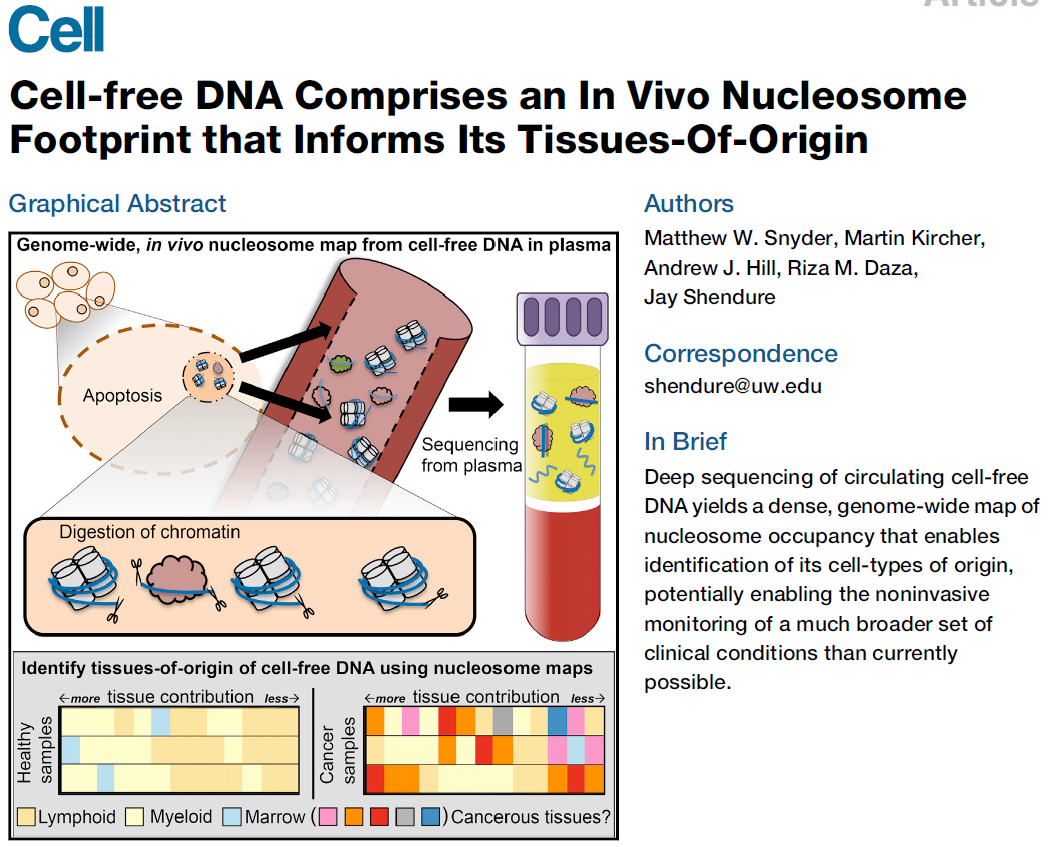 Article
Cell
Cell-free DNA Comprises an In Vivo Nucleosome
Footprint that Informs Its Tissues-Of-Origin
Graphical Abstract
Genome-wide, in vivo nucleosome map from cell-free DNA in plasma
Apoptosis
Sequencing
from plasma
Digestion of chromatin
Identify tissues-of-origin of cell-free DNA using nucleosome maps
←more tissue contribution less→
Healthy
samples
←more tissue contribution less→
Cancer
samples
Lymphoid Myeloid Marrow ( ) Cancerous tissues?
Authors
Matthew W. Snyder, Martin Kircher,
Andrew J. Hill, Riza M. Daza,
Jay Shendure
Correspondence
shendure@uw.edu
In Brief
Deep sequencing of circulating cell-free
DNA yields a dense, genome-wide map of
nucleosome occupancy that enables
identification of its cell-types of origin,
potentially enabling the noninvasive
monitoring of a much broader set of
clinical conditions than currently
possible.